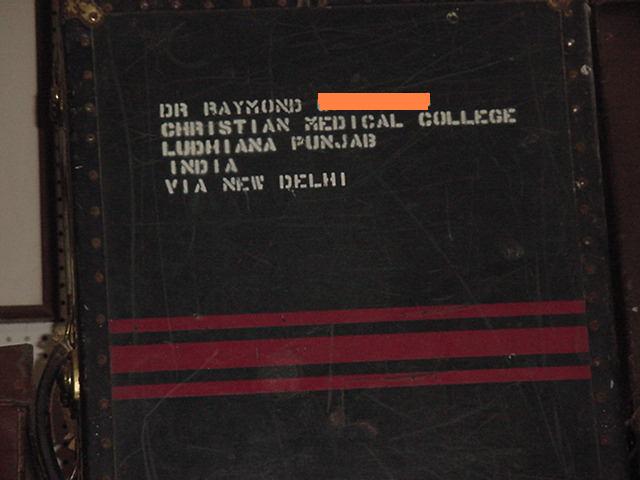 DR RAYMOND
CHRISTIAN MEDICAL COLLEGE
LUDHIANA PUNJAB
INDIA
VIA NEW DELHI